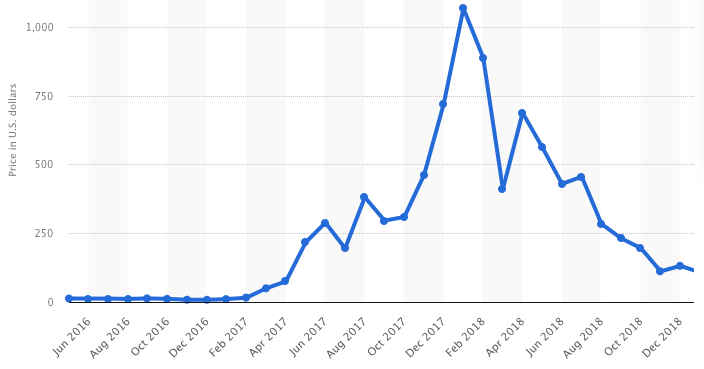 1,000
750
500
250
0
Price in U.S. dollars
Jun 2016
Aug 2016
Oct 2016
Dec 2016
Feb 2017
Apr 2017
Jun 2017
Aug 2017
Oct 2017
Dec 2017
Feb 2018
Apr 2018
Jun 2018
Aug 2018
Oct 2018
Dec 2018